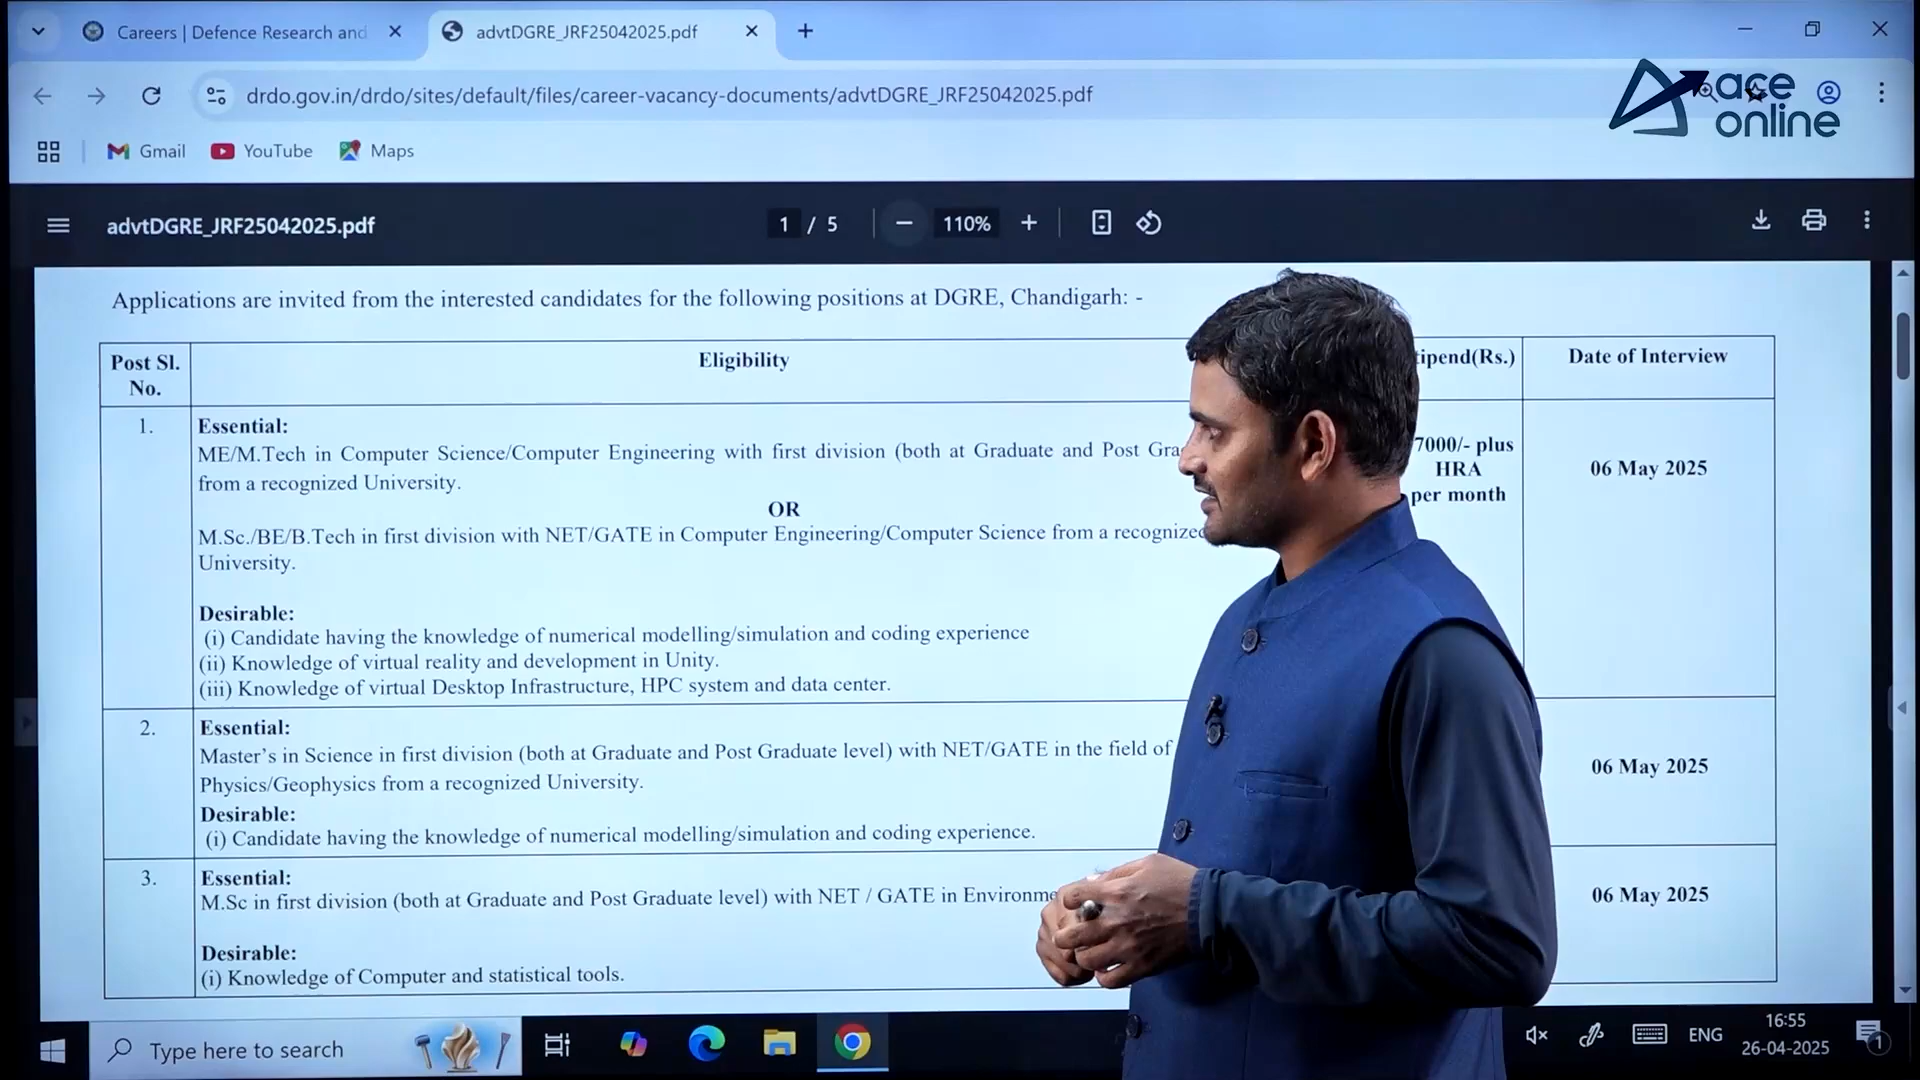 Careers | Defence Research and
advtDGRE_JRF25042025.pdf
drdo.gov.in/drdo/sites/default/files/career-vacancy-documents/advtDGRE_JRF25042025.pdf
ace
online
Gmail
YouTube
Maps
advtDGRE_JRF25042025.pdf
1 / 5
110%
Applications are invited from the interested candidates for the following positions at DGRE, Chandigarh: -
Post Sl.
No.
Eligibility
tipend(Rs.)
Date of Interview
1.
Essential:
ME/M.Tech in Computer Science/Computer Engineering with first division (both at Graduate and Post Gra
from a recognized University.
OR
M.Sc./BE/B.Tech in first division with NET/GATE in Computer Engineering/Computer Science from a recognized
University.
Desirable:
(i) Candidate having the knowledge of numerical modelling/simulation and coding experience
(ii) Knowledge of virtual reality and development in Unity.
(iii) Knowledge of virtual Desktop Infrastructure, HPC system and data center.
7000/- plus
HRA
per month
06 May 2025
2.
Essential:
Master's in Science in first division (both at Graduate and Post Graduate level) with NET/GATE in the field of
Physics/Geophysics from a recognized University.
Desirable:
(i) Candidate having the knowledge of numerical modelling/simulation and coding experience.
06 May 2025
3.
Essential:
M.Sc in first division (both at Graduate and Post Graduate level) with NET / GATE in Environme
Desirable:
(i) Knowledge of Computer and statistical tools.
06 May 2025
Type here to search
ENG
16:55
26-04-2025
1